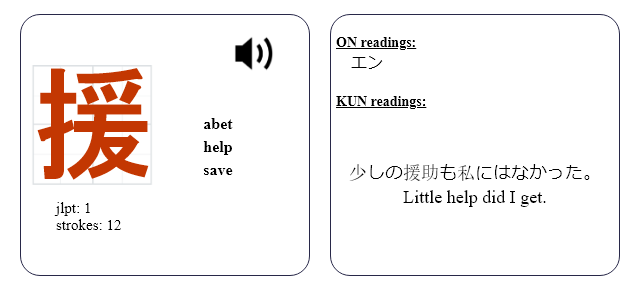 援
abet
help
save
jlpt: 1
strokes: 12
ON readings:
エン
KUN readings:
少しの援助も私にはなかった。
Little help did I get.